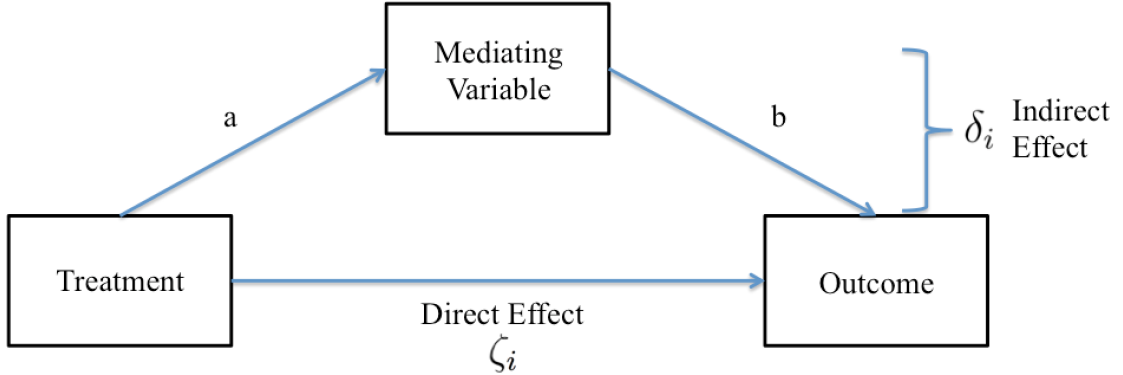 Mediating
Variable
a
b
δᵢ Indirect
Effect
Treatment
Outcome
Direct Effect
ζᵢ